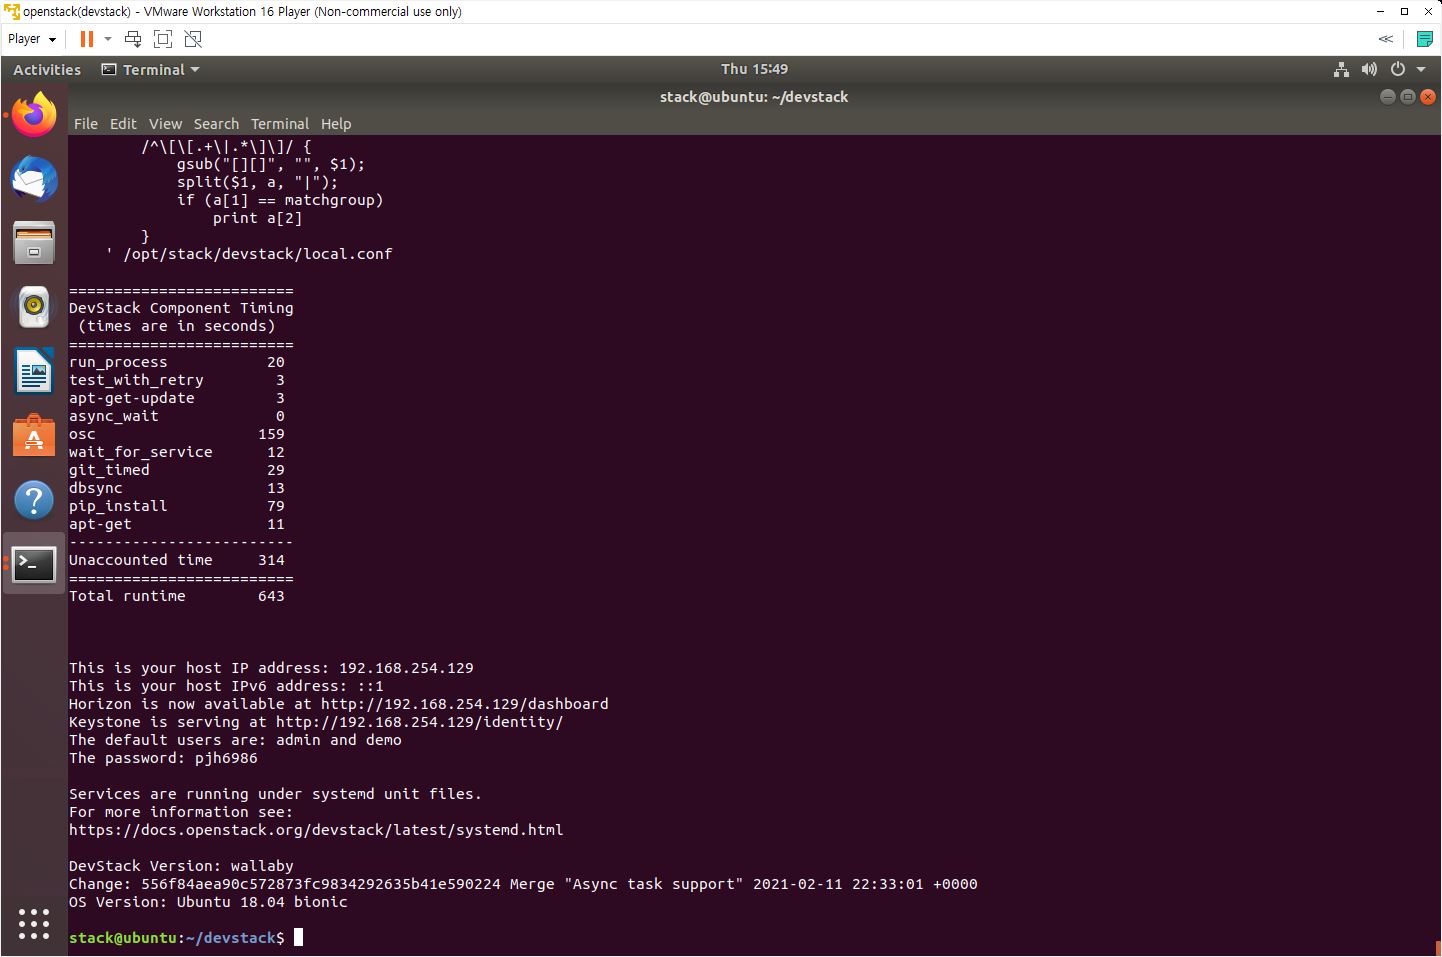 openstack(devstack) - VMware Workstation 16 Player (Non-commercial use only)
Player
Activities Terminal Thu 15:49
stack@ubuntu: ~/devstack
File Edit View Search Terminal Help
        /^\[\[.+\|.*\]\]/ {
            gsub("[][]", "", $1);
            split($1, a, "|");
            if (a[1] == matchgroup)
                print a[2]
        }
    ' /opt/stack/devstack/local.conf
=========================
DevStack Component Timing
 (times are in seconds)
=========================
run_process           20
test_with_retry        3
apt-get-update         3
async_wait             0
osc                  159
wait_for_service      12
git_timed             29
dbsync                13
pip_install           79
apt-get               11
-------------------------
Unaccounted time     314
=========================
Total runtime        643
This is your host IP address: 192.168.254.129
This is your host IPv6 address: ::1
Horizon is now available at http://192.168.254.129/dashboard
Keystone is serving at http://192.168.254.129/identity/
The default users are: admin and demo
The password: pjh6986
Services are running under systemd unit files.
For more information see:
https://docs.openstack.org/devstack/latest/systemd.html
DevStack Version: wallaby
Change: 556f84aea90c572873fc9834292635b41e590224 Merge "Async task support" 2021-02-11 22:33:01 +0000
OS Version: Ubuntu 18.04 bionic
stack@ubuntu:~/devstack$